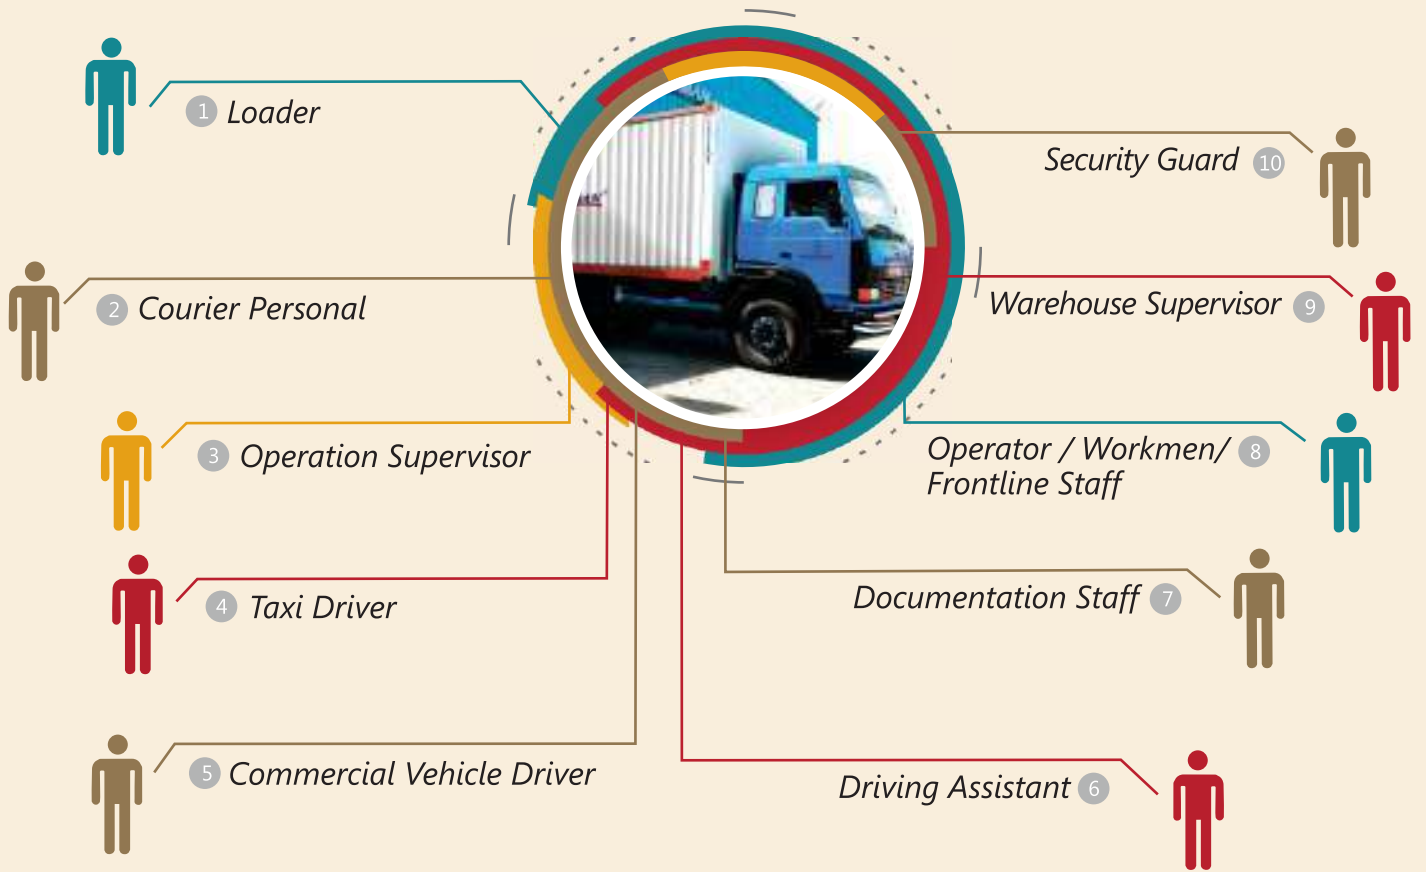 1 Loader
2 Courier Personal
3 Operation Supervisor
4 Taxi Driver
5 Commercial Vehicle Driver
Driving Assistant 6
Documentation Staff 7
Operator / Workmen/ 8
Frontline Staff
Warehouse Supervisor 9
Security Guard 10